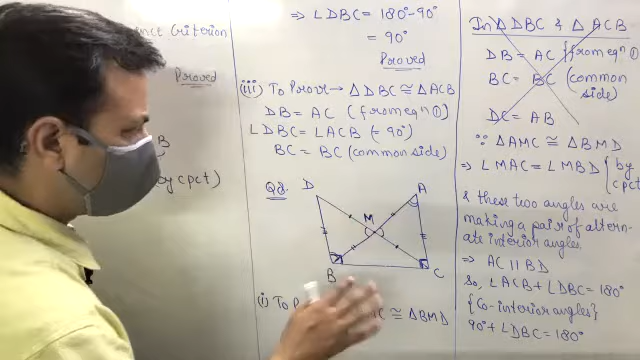 nct Criterion
Proved
B
by cpct)
⇒ ∠DBC = 180° - 90°
= 90°
Proved
(iii) To Prove → △DBC ≅ △ACB
DB = AC (from eqⁿ ①)
∠DBC = ∠ACB (= 90°)
BC = BC (common side)
Qd.
D
A
M
B
C
(i) To P C ≅ △BMD
In △DBC & △ACB
DB = AC {from eqⁿ ①
BC = BC (common side)
DC = AB
∵ △AMC ≅ △BMD
⇒ ∠MAC = ∠MBD {by cpct
& these two angles are
making a pair of altern-
ate interior angles
⇒ AC || BD
So, ∠ACB + ∠DBC = 180°
{Co-interior angles}
90° + ∠DBC = 180°